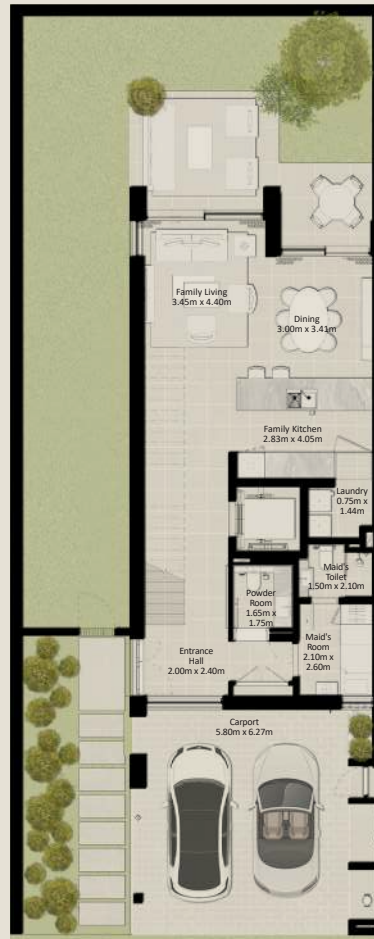 Family Living
3.45m x 4.40m
Dining
3.00m x 3.41m
Family Kitchen
2.83m x 4.05m
Laundry
0.75m x
1.44m
Maid's
Toilet
1.50m x 2.10m
Powder
Room
1.65m x
1.75m
Maid's
Room
2.10m x
2.60m
Entrance
Hall
2.00m x 2.40m
Carport
5.80m x 6.27m